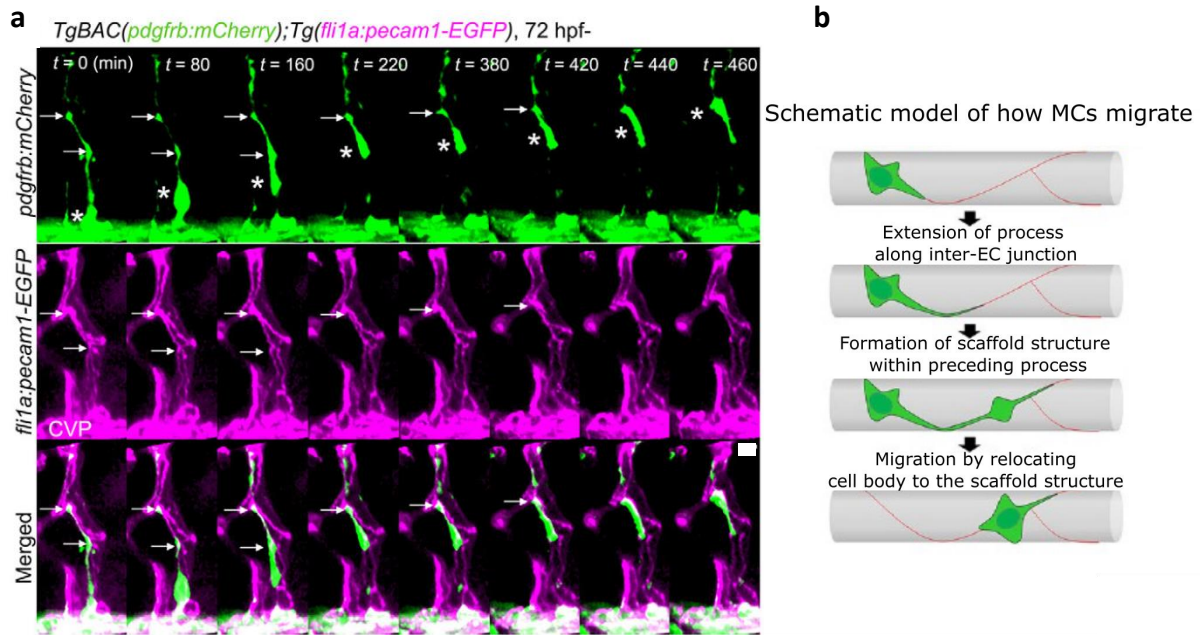 a
TgBAC(pdgfrb:mCherry);Tg(fli1a:pecam1-EGFP), 72 hpf-
pdgfrb:mCherry
t = 0 (min) t = 80 t = 160 t = 220 t = 380 t = 420 t = 440 t = 460
*
*
*
*
*
*
*
*
fli1a:pecam1-EGFP
CVP
Merged
b
Schematic model of how MCs migrate
Extension of process
along inter-EC junction
Formation of scaffold structure
within preceding process
Migration by relocating
cell body to the scaffold structure